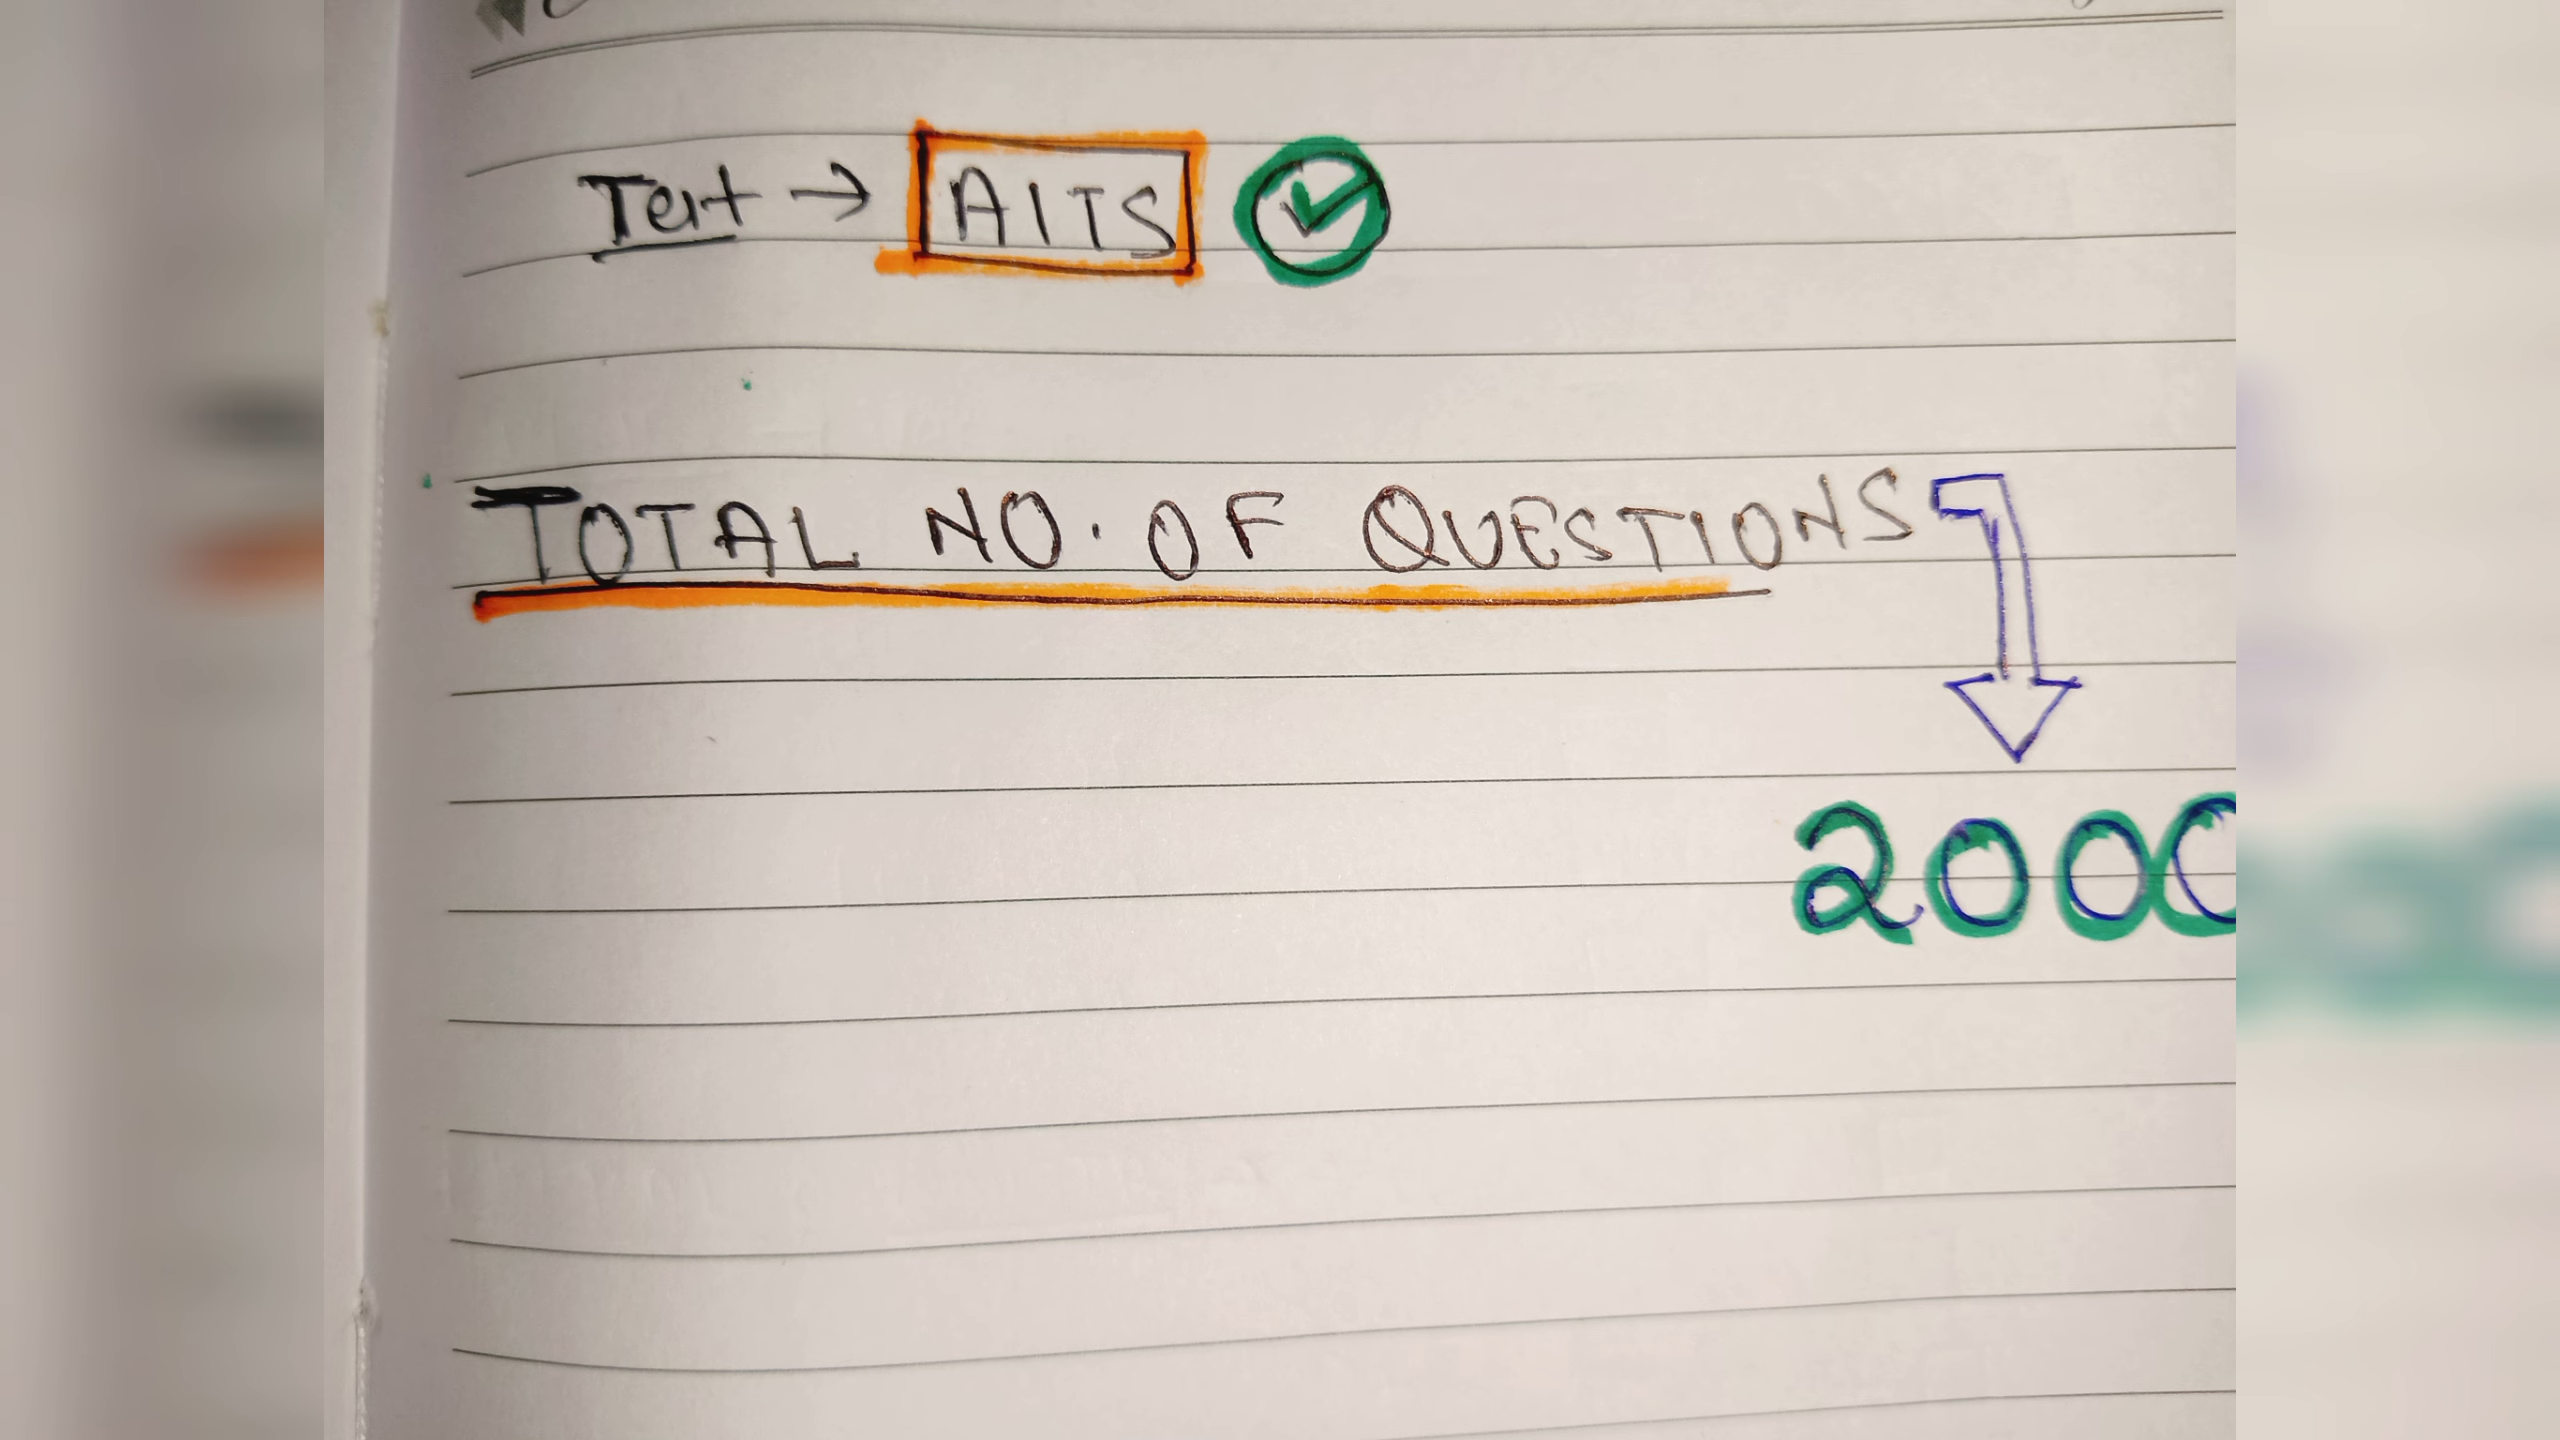 Test → AITS
TOTAL NO. OF QUESTIONS
2000